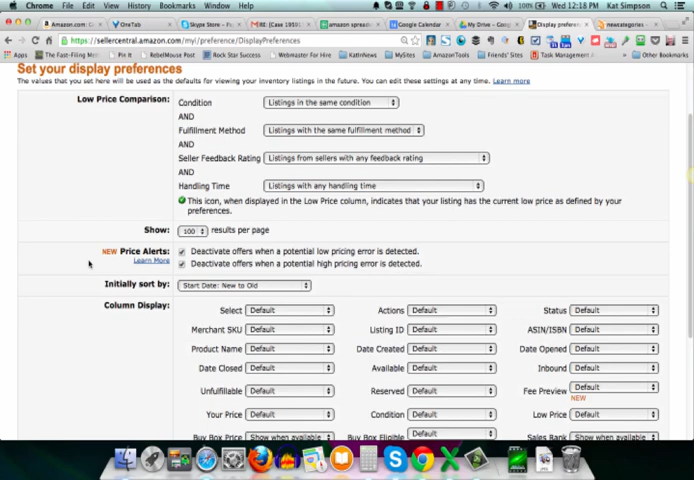 Chrome File Edit View History Bookmarks Window Help 100% Wed 12:18 PM Kat Simpson
Amazon.com: C OneTab Skype Store - F RE: [Case 1595 amazon spread Google Calendar My Drive - Goog Display preferen newcategories -
https://sellercentral.amazon.com/myi/preference/DisplayPreferences
Apps The Fast-Filing Me Pin It RebelMouse Post Rock Star Success Webmaster For Hire KatInNews MySites AmazonTools Friends' Sites Task Management Other Bookmarks
Set your display preferences
The values that you set here will be used as the defaults for viewing your inventory listings in the future. You can edit these settings at any time. Learn more
Low Price Comparison: Condition Listings in the same condition
AND
Fulfillment Method Listings with the same fulfillment method
AND
Seller Feedback Rating Listings from sellers with any feedback rating
AND
Handling Time Listings with any handling time
This icon, when displayed in the Low Price column, indicates that your listing has the current low price as defined by your
preferences.
Show: 100 results per page
NEW Price Alerts: Deactivate offers when a potential low pricing error is detected.
Learn More Deactivate offers when a potential high pricing error is detected.
Initially sort by: Start Date: New to Old
Column Display: Select Default Actions Default Status Default
Merchant SKU Default Listing ID Default ASIN/ISBN Default
Product Name Default Date Created Default Date Opened Default
Date Closed Default Available Default Inbound Default
Unfulfillable Default Reserved Default Fee Preview Default
NEW
Your Price Default Condition Default Low Price Default
Buy Box Price Show when available Buy Box Eligible Default Sales Rank Show when available